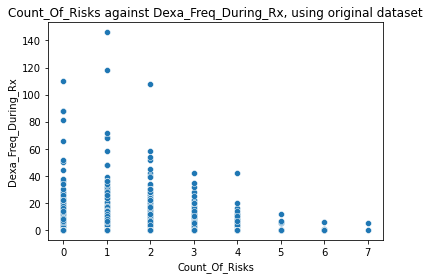 Count_Of_Risks against Dexa_Freq_During_Rx, using original dataset
Dexa_Freq_During_Rx
140
120
100
80
60
40
20
0
0 1 2 3 4 5 6 7
Count_Of_Risks